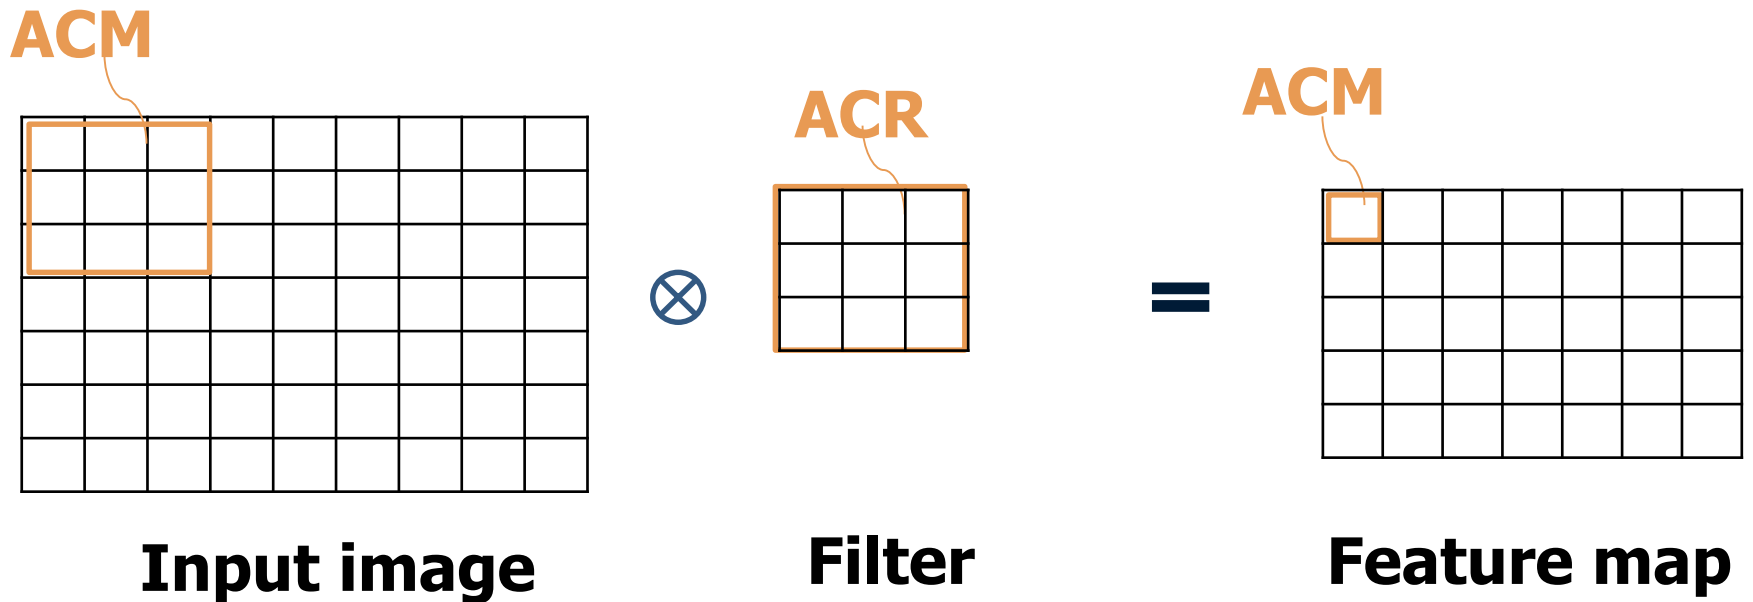 ACM
ACR
ACM
Input image
Filter
Feature map